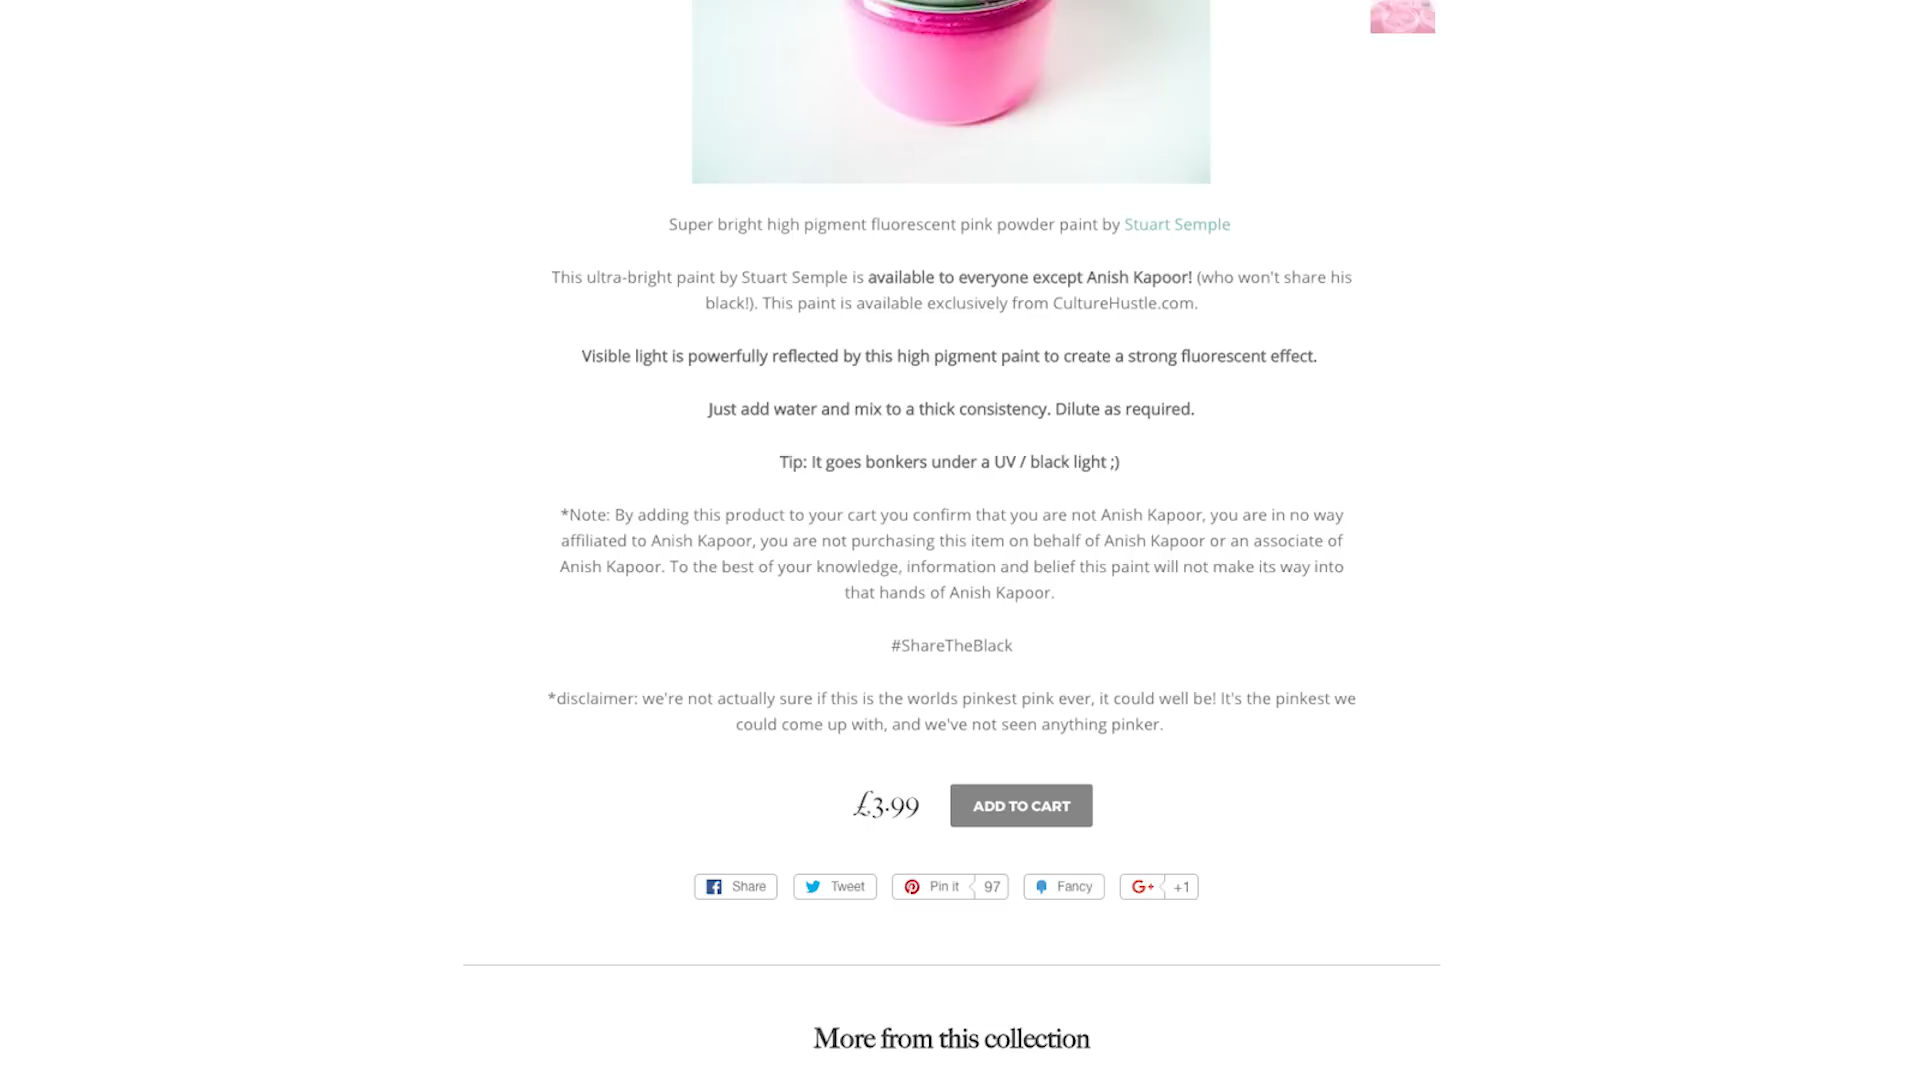 Super bright high pigment fluorescent pink powder paint by Stuart Semple
This ultra-bright paint by Stuart Semple is available to everyone except Anish Kapoor! (who won't share his
black!). This paint is available exclusively from CultureHustle.com.
Visible light is powerfully reflected by this high pigment paint to create a strong fluorescent effect.
Just add water and mix to a thick consistency. Dilute as required.
Tip: It goes bonkers under a UV / black light ;)
*Note: By adding this product to your cart you confirm that you are not Anish Kapoor, you are in no way
affiliated to Anish Kapoor, you are not purchasing this item on behalf of Anish Kapoor or an associate of
Anish Kapoor. To the best of your knowledge, information and belief this paint will not make its way into
that hands of Anish Kapoor.
#ShareTheBlack
*disclaimer: we're not actually sure if this is the worlds pinkest pink ever, it could well be! It's the pinkest we
could come up with, and we've not seen anything pinker.
£3.99 ADD TO CART
Share Tweet Pin it 97 Fancy G+ +1
More from this collection